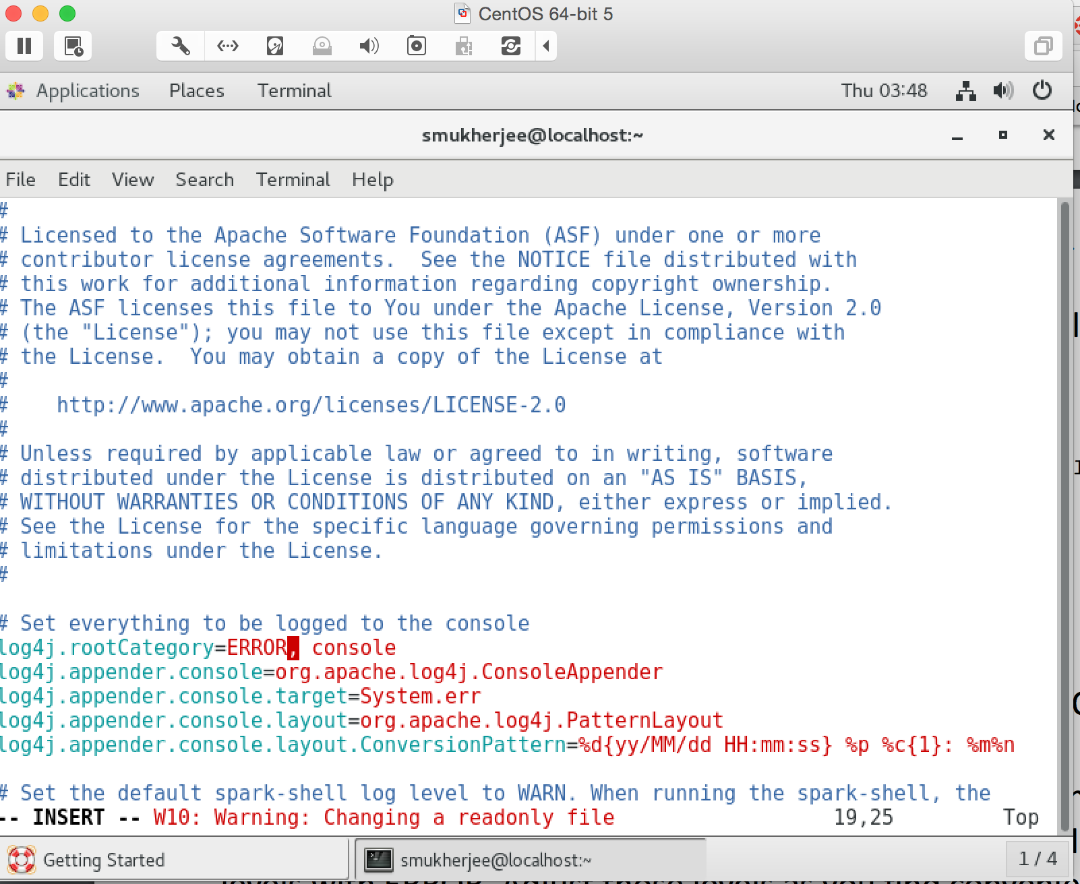 CentOS 64-bit 5
Applications Places Terminal Thu 03:48
smukherjee@localhost:~
File Edit View Search Terminal Help
#
# Licensed to the Apache Software Foundation (ASF) under one or more
# contributor license agreements.  See the NOTICE file distributed with
# this work for additional information regarding copyright ownership.
# The ASF licenses this file to You under the Apache License, Version 2.0
# (the "License"); you may not use this file except in compliance with
# the License.  You may obtain a copy of the License at
#
#    http://www.apache.org/licenses/LICENSE-2.0
#
# Unless required by applicable law or agreed to in writing, software
# distributed under the License is distributed on an "AS IS" BASIS,
# WITHOUT WARRANTIES OR CONDITIONS OF ANY KIND, either express or implied.
# See the License for the specific language governing permissions and
# limitations under the License.
#
# Set everything to be logged to the console
log4j.rootCategory=ERROR, console
log4j.appender.console=org.apache.log4j.ConsoleAppender
log4j.appender.console.target=System.err
log4j.appender.console.layout=org.apache.log4j.PatternLayout
log4j.appender.console.layout.ConversionPattern=%d{yy/MM/dd HH:mm:ss} %p %c{1}: %m%n
# Set the default spark-shell log level to WARN. When running the spark-shell, the
-- INSERT -- W10: Warning: Changing a readonly file 19,25 Top
Getting Started smukherjee@localhost:~ 1 / 4